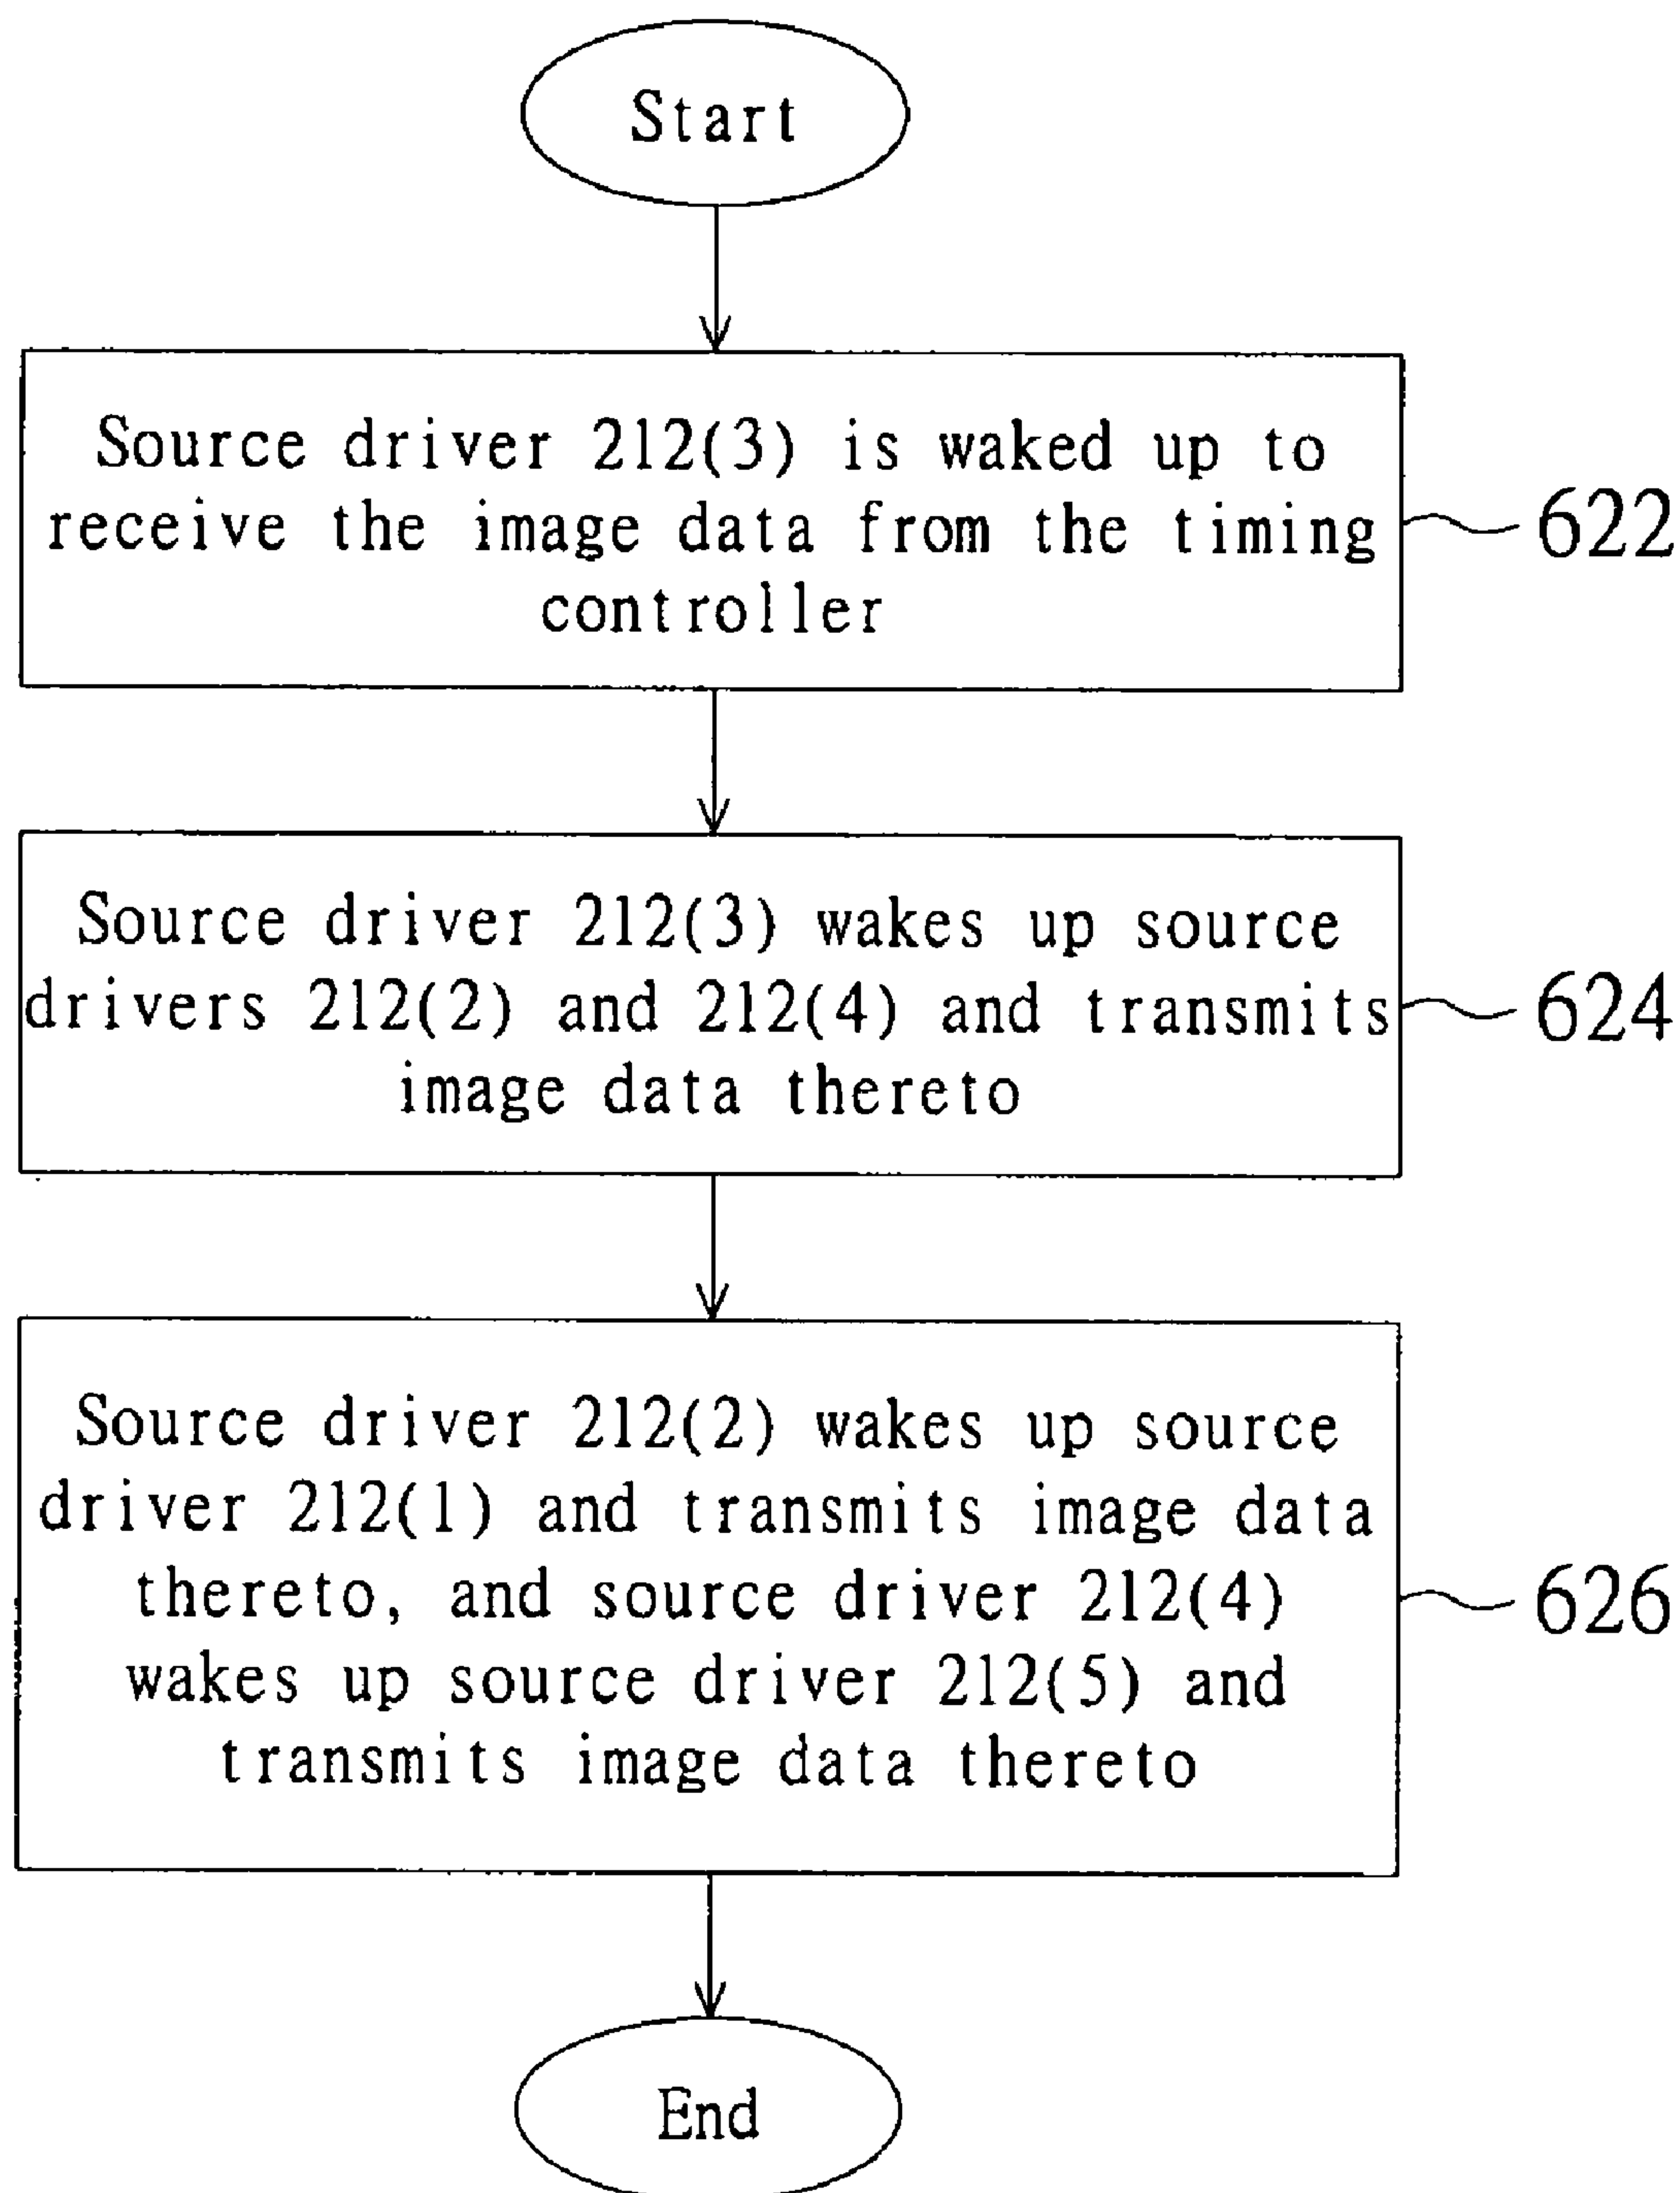 Start
Source driver 212(3) is waked up to
receive the image data from the timing
controller
622
Source driver 212(3) wakes up source
drivers 212(2) and 212(4) and transmits
image data thereto
624
Source driver 212(2) wakes up source
driver 212(1) and transmits image data
thereto, and source driver 212(4)
wakes up source driver 212(5) and
transmits image data thereto
626
End